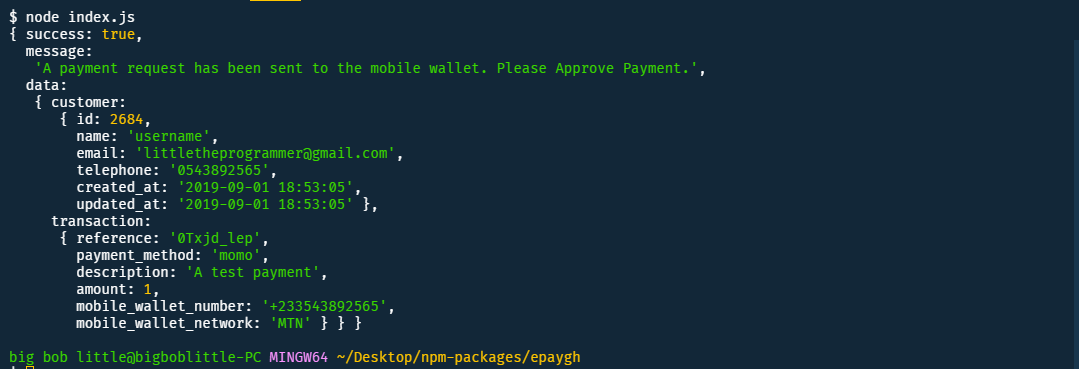 $ node index.js
{ success: true,
  message:
   'A payment request has been sent to the mobile wallet. Please Approve Payment.',
  data:
   { customer:
      { id: 2684,
        name: 'username',
        email: 'littletheprogrammer@gmail.com',
        telephone: '0543892565',
        created_at: '2019-09-01 18:53:05',
        updated_at: '2019-09-01 18:53:05' },
     transaction:
      { reference: '0Txjd_lep',
        payment_method: 'momo',
        description: 'A test payment',
        amount: 1,
        mobile_wallet_number: '+233543892565',
        mobile_wallet_network: 'MTN' } } }
big bob little@bigboblittle-PC MINGW64 ~/Desktop/npm-packages/epaygh